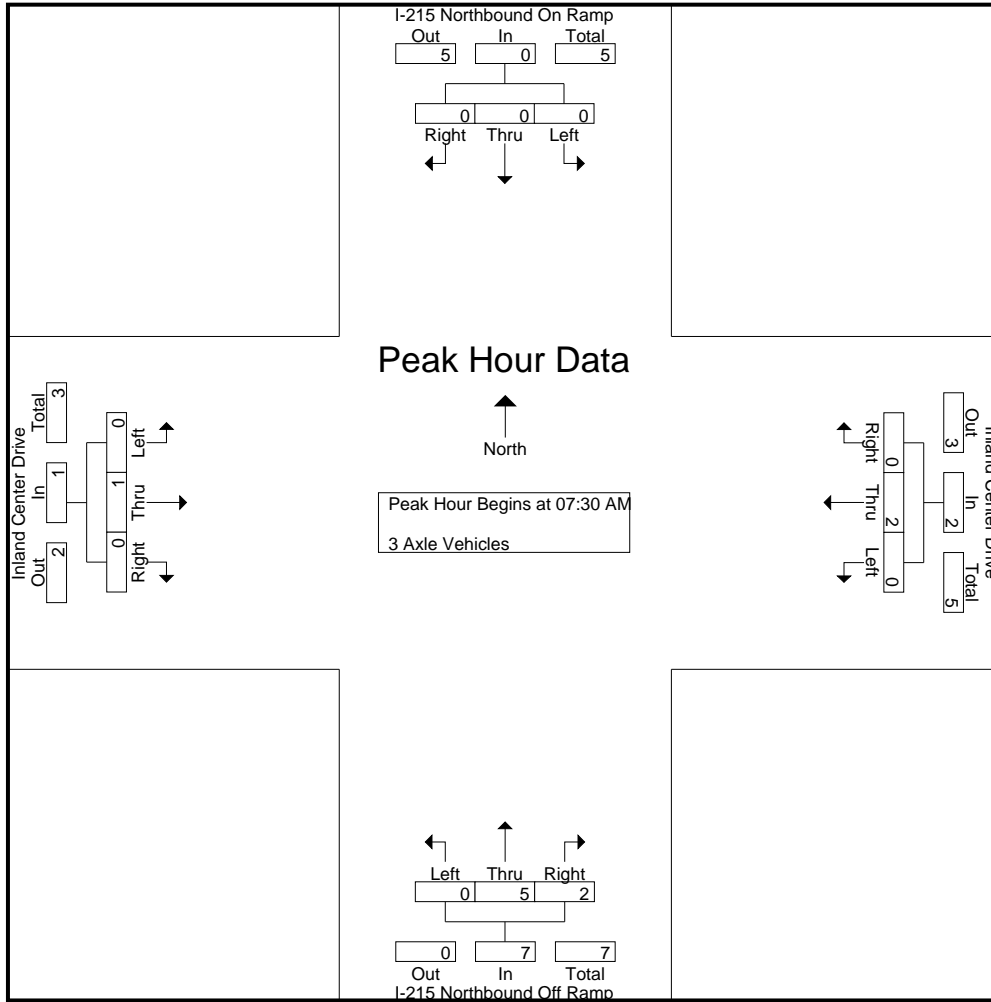 I-215 Northbound On Ramp
Out In Total
5 0 5
0 0 0
Right Thru Left
Peak Hour Data
North
Peak Hour Begins at 07:30 AM
3 Axle Vehicles
Inland Center Drive
Total In Out
3 1 2
0 1 0
Left Thru Right
Right Thru Left
0 2 0
3 2 5
Out In Total
Inland Center Drive
Left Thru Right
0 5 2
0 7 7
Out In Total
I-215 Northbound Off Ramp